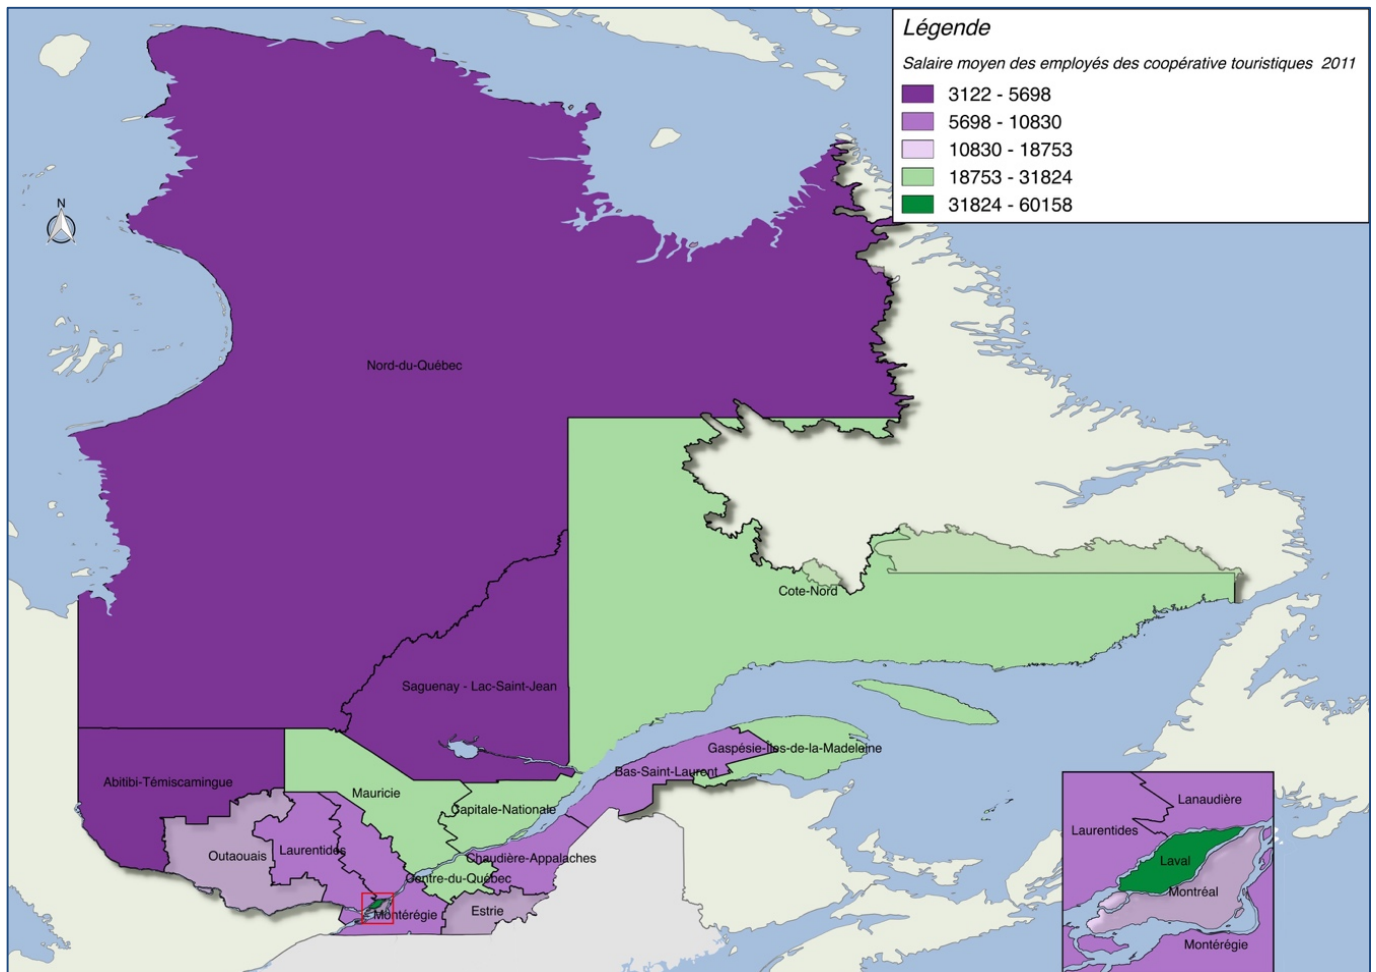 Légende
Salaire moyen des employés des coopérative touristiques 2011
3122 - 5698
5698 - 10830
10830 - 18753
18753 - 31824
31824 - 60158
N
Nord-du-Québec
Cote-Nord
Saguenay - Lac-Saint-Jean
Gaspésie-Îles-de-la-Madeleine
Bas-Saint-Laurent
Abitibi-Témiscamingue
Mauricie
Capitale-Nationale
Outaouais
Laurentides
Chaudière-Appalaches
Centre-du-Québec
Estrie
Montérégie
Lanaudière
Laurentides
Laval
Montréal
Montérégie